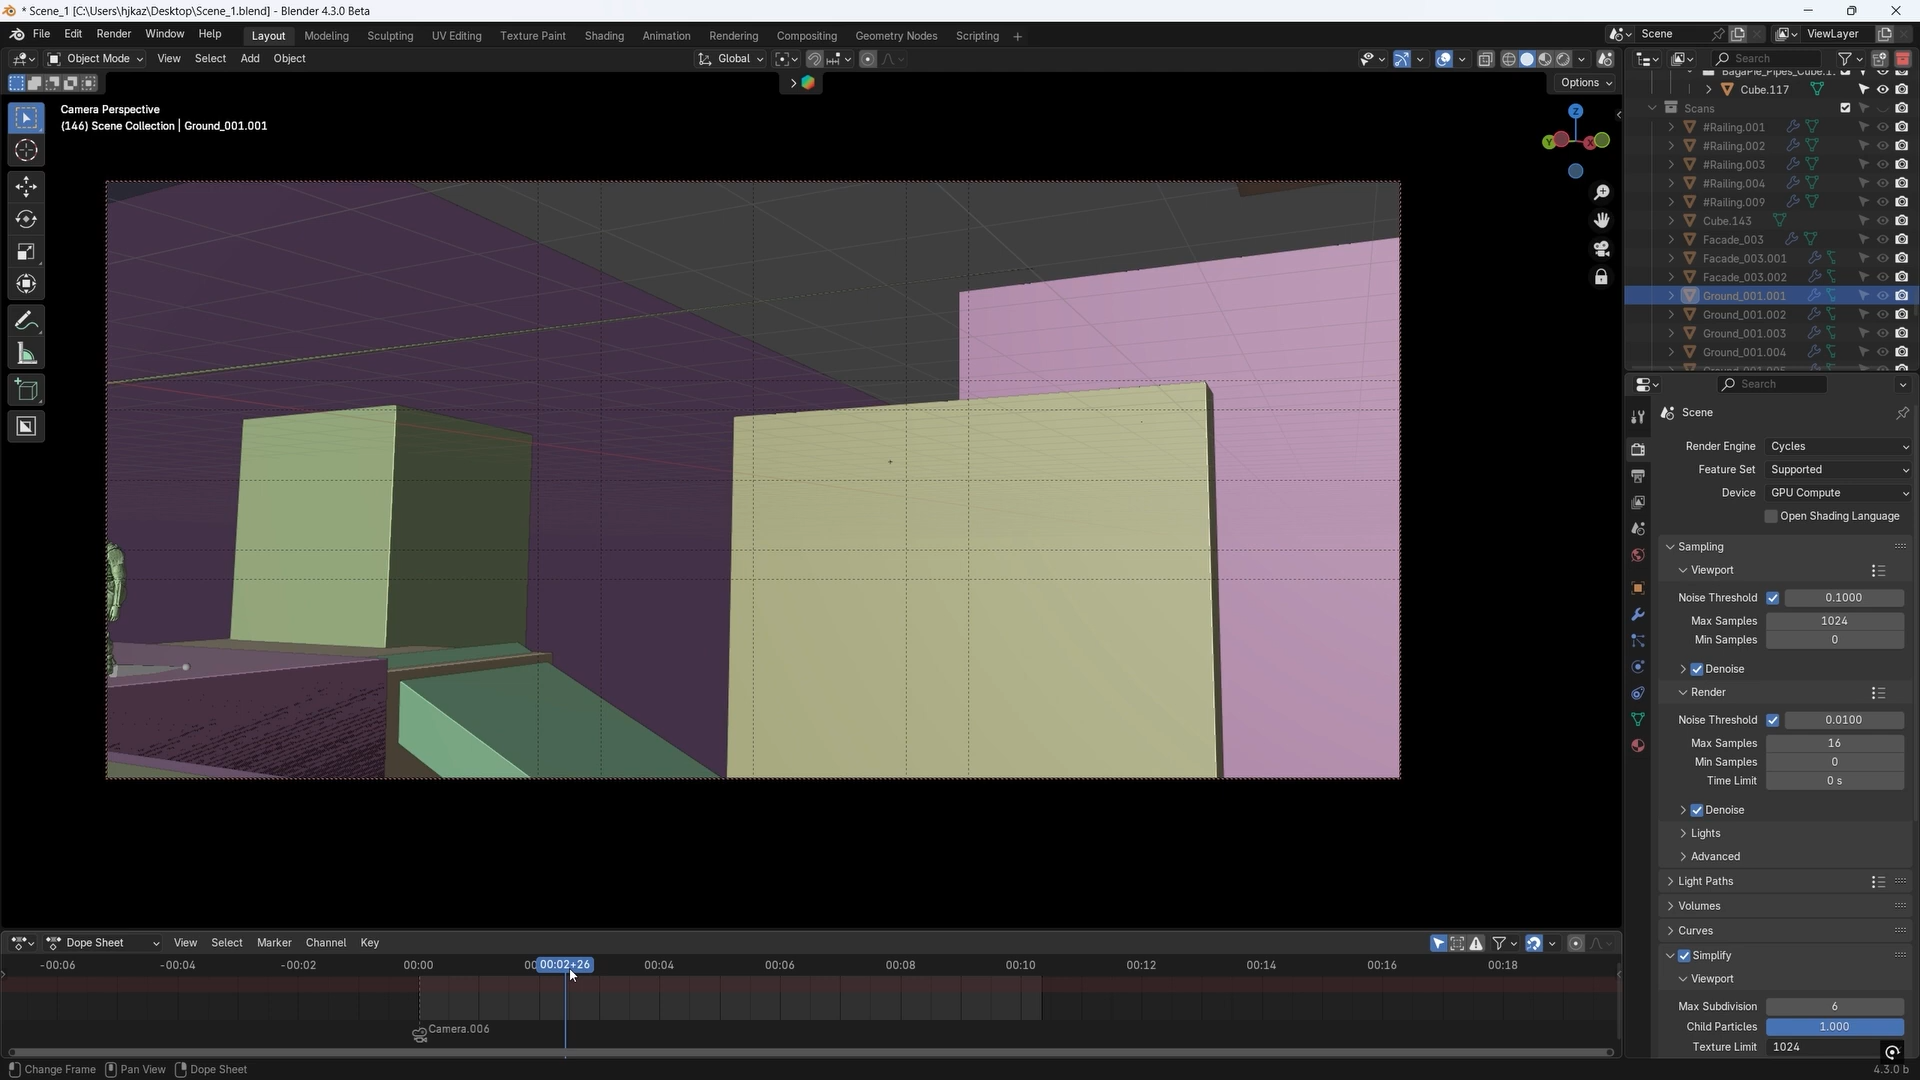 * Scene_1 [C:\Users\hjkaz\Desktop\Scene_1.blend] - Blender 4.3.0 Beta
File Edit Render Window Help Layout Modeling Sculpting UV Editing Texture Paint Shading Animation Rendering Compositing Geometry Nodes Scripting + Scene ViewLayer
Object Mode View Select Add Object Global Search
Options
Camera Perspective
(146) Scene Collection | Ground_001.001
Z
Y
X
BagaPie_Pipes_Cube.1.
Cube.117
Scans
#Railing.001
#Railing.002
#Railing.003
#Railing.004
#Railing.009
Cube.143
Facade_003
Facade_003.001
Facade_003.002
Ground_001.001
Ground_001.002
Ground_001.003
Ground_001.004
Search
Scene
Render Engine Cycles
Feature Set Supported
Device GPU Compute
Open Shading Language
Sampling
Viewport
Noise Threshold 0.1000
Max Samples 1024
Min Samples 0
Denoise
Render
Noise Threshold 0.0100
Max Samples 16
Min Samples 0
Time Limit 0 s
Denoise
Lights
Advanced
Light Paths
Volumes
Curves
Simplify
Viewport
Max Subdivision 6
Child Particles 1.000
Texture Limit 1024
Dope Sheet View Select Marker Channel Key
-00:06 -00:04 -00:02 00:00 00:02+26 00:04 00:06 00:08 00:10 00:12 00:14 00:16 00:18
Camera.006
Change Frame Pan View Dope Sheet 4.3.0 b